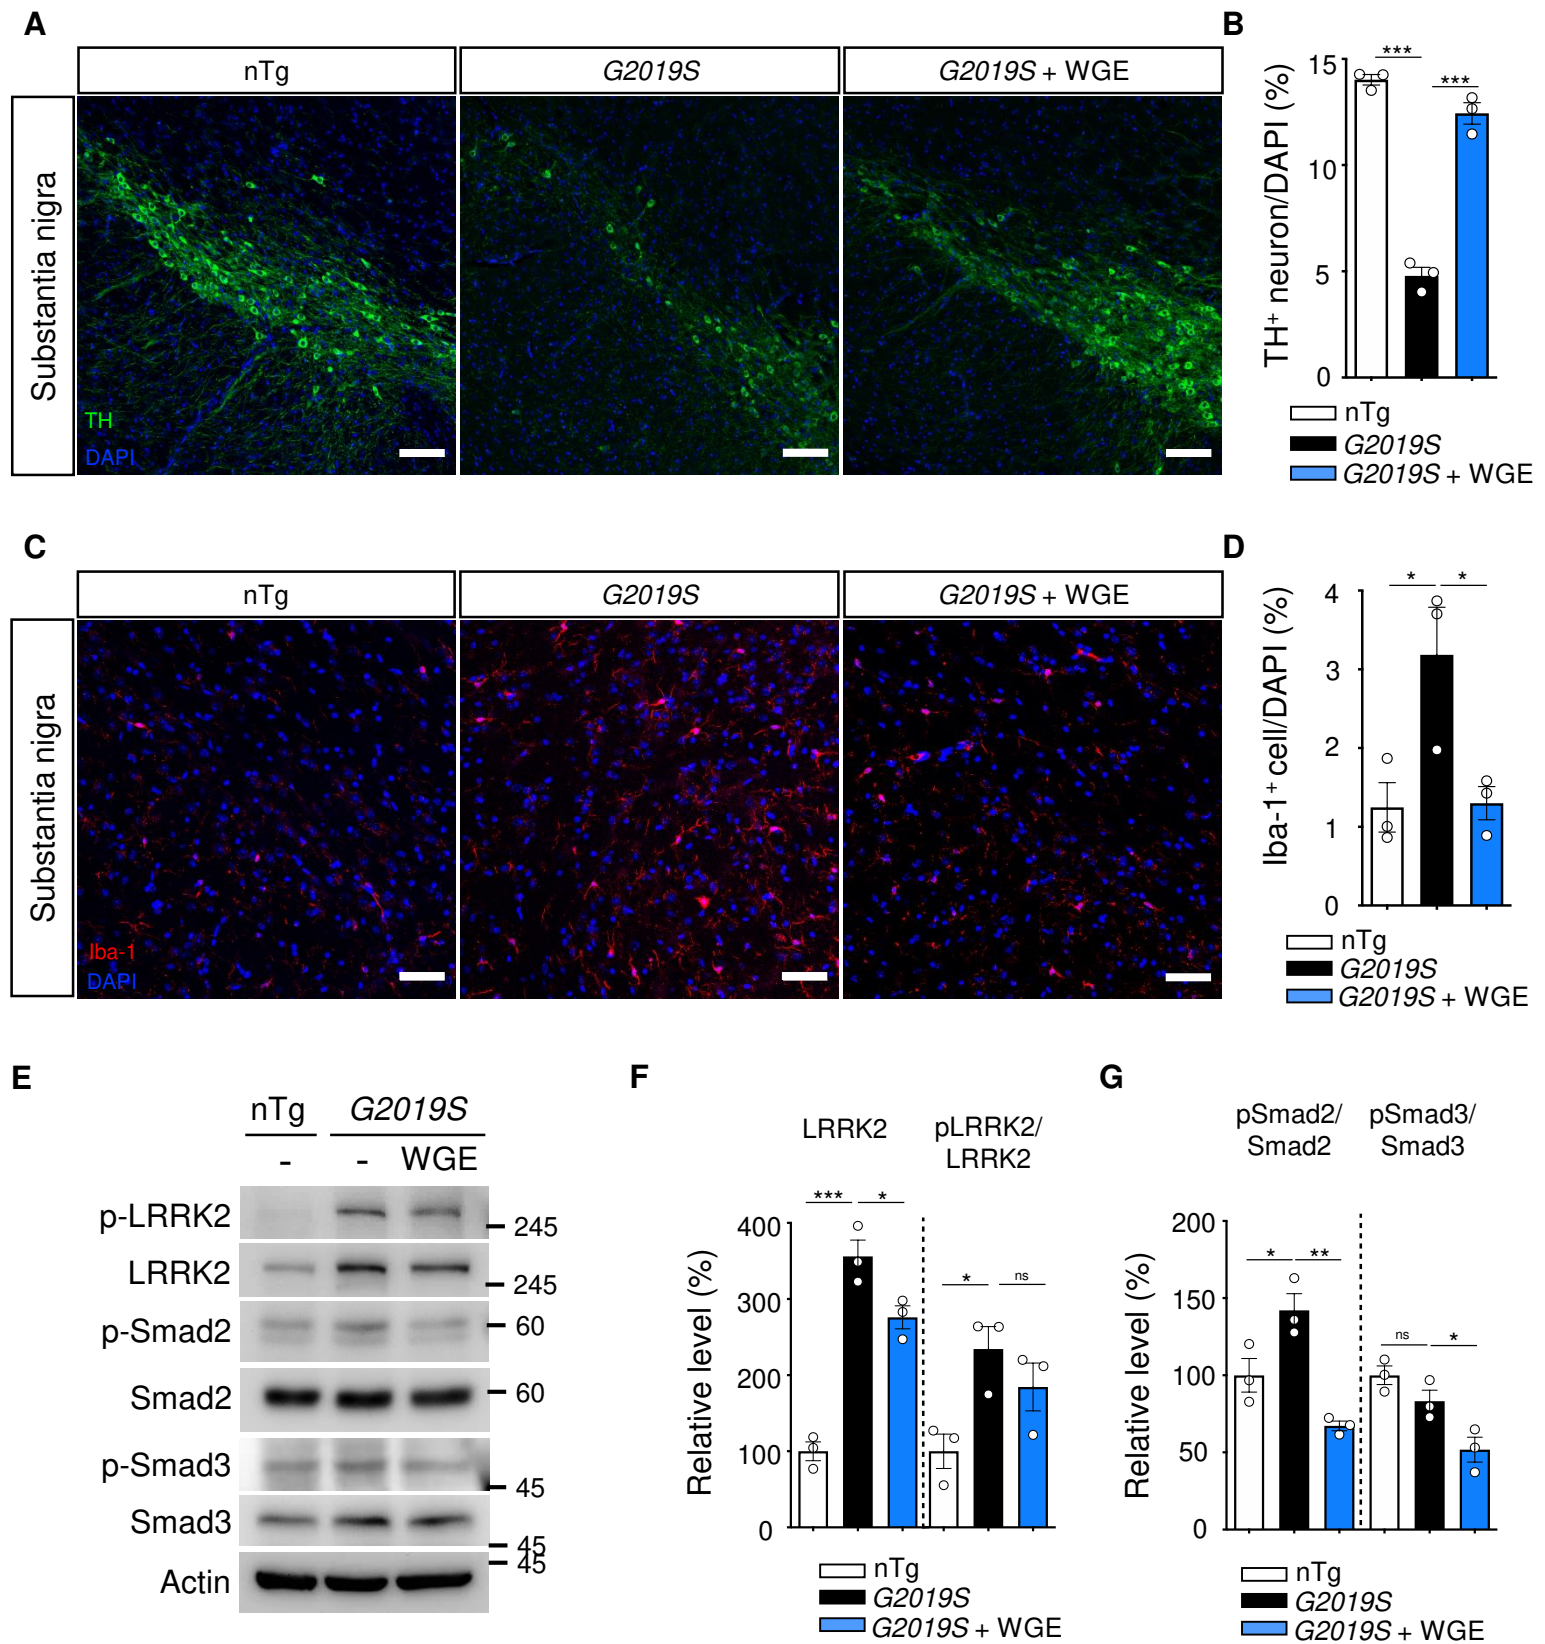 A
nTg
G2019S
G2019S + WGE
Substantia nigra
TH
DAPI
B
***
***
TH⁺ neuron/DAPI (%)
15
10
5
0
nTg
G2019S
G2019S + WGE
C
nTg
G2019S
G2019S + WGE
Substantia nigra
Iba-1
DAPI
D
*
*
Iba-1⁺ cell/DAPI (%)
4
3
2
1
0
nTg
G2019S
G2019S + WGE
E
nTg
G2019S
-
-
WGE
p-LRRK2
245
LRRK2
245
p-Smad2
60
Smad2
60
p-Smad3
45
Smad3
45
Actin
45
F
LRRK2
pLRRK2/
LRRK2
***
*
*
ns
Relative level (%)
400
300
200
100
0
nTg
G2019S
G2019S + WGE
G
pSmad2/
Smad2
pSmad3/
Smad3
*
**
ns
*
Relative level (%)
200
150
100
50
0
nTg
G2019S
G2019S + WGE